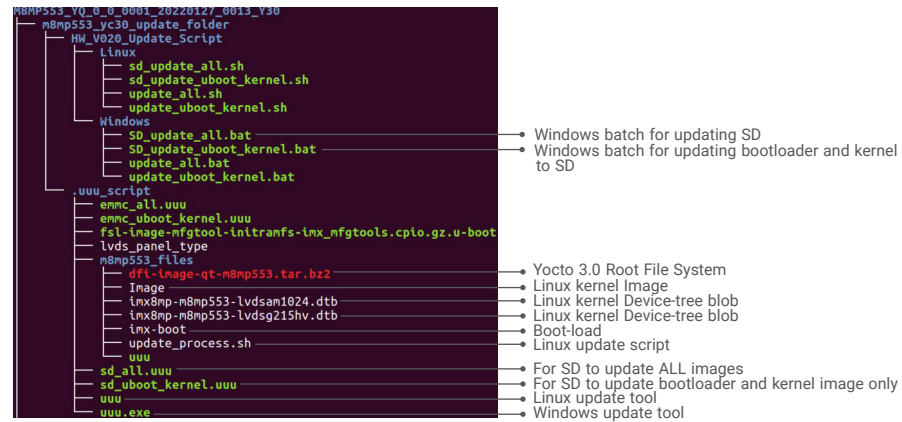 M8MP553_YQ_0_0_0001_20220127_0013_Y30
m8mp553_yc30_update_folder
HW_V020_Update_Script
Linux
sd_update_all.sh
sd_update_uboot_kernel.sh
update_all.sh
update_uboot_kernel.sh
Windows
SD_update_all.bat Windows batch for updating SD
SD_update_uboot_kernel.bat Windows batch for updating bootloader and kernel
update_all.bat to SD
update_uboot_kernel.bat
.uuu_script
emmc_all.uuu
emmc_uboot_kernel.uuu
fsl-image-mfgtool-initramfs-imx_mfgtools.cpio.gz.u-boot
lvds_panel_type
m8mp553_files
dfi-image-qt-m8mp553.tar.bz2 Yocto 3.0 Root File System
Image Linux kernel Image
imx8mp-m8mp553-lvdsam1024.dtb Linux kernel Device-tree blob
imx8mp-m8mp553-lvdsg215hv.dtb Linux kernel Device-tree blob
imx-boot Boot-load
update_process.sh Linux update script
uuu
sd_all.uuu For SD to update ALL images
sd_uboot_kernel.uuu For SD to update bootloader and kernel image only
uuu Linux update tool
uuu.exe Windows update tool